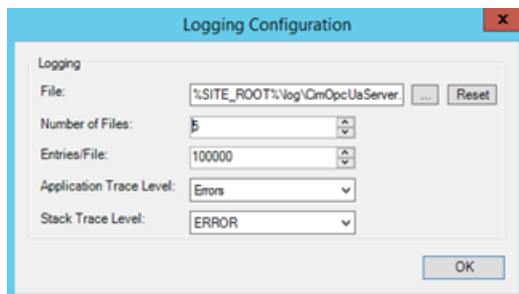 Logging Configuration
x
Logging
File: %SITE_ROOT%\log\CimOpcUaServer. ... Reset
Number of Files: 5
Entries/File: 100000
Application Trace Level: Errors
Stack Trace Level: ERROR
OK